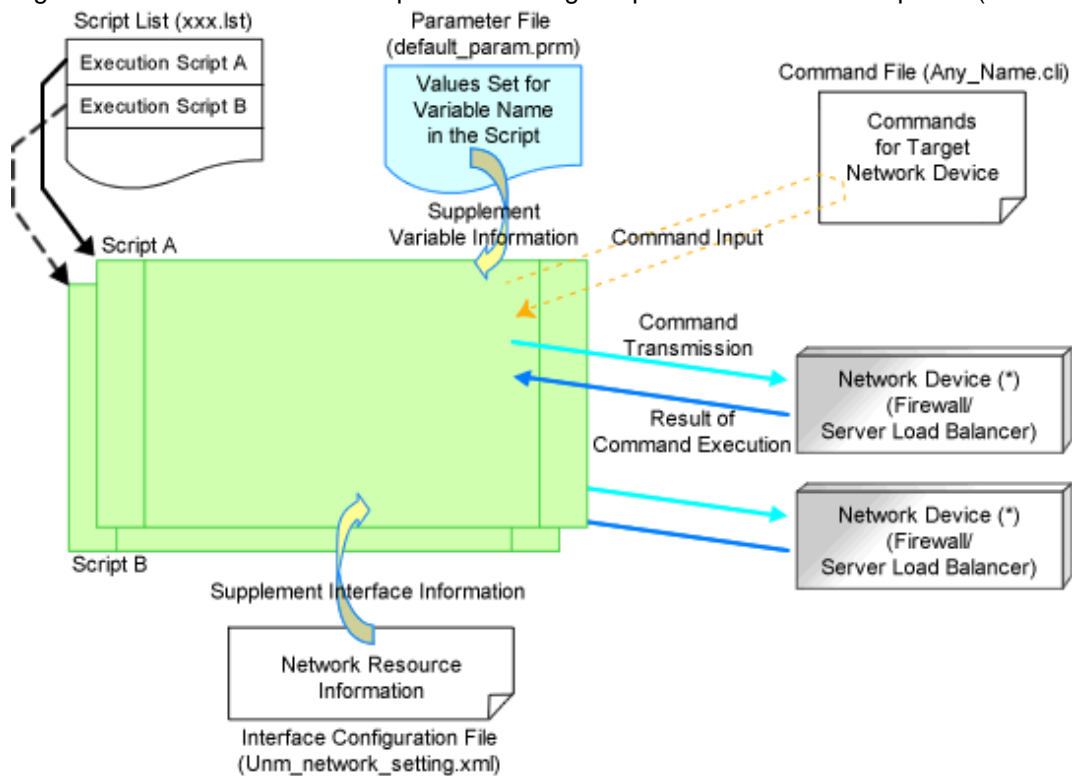 Script List (xxx.lst)
Execution Script A
Execution Script B
Parameter File
(default_param.prm)
Values Set for
Variable Name
in the Script
Command File (Any_Name.cli)
Commands
for Target
Network Device
Supplement
Variable Information
Command Input
Script A
Command
Transmission
Network Device (*)
(Firewall/
Server Load Balancer)
Result of
Command Execution
Network Device (*)
(Firewall/
Server Load Balancer)
Script B
Supplement Interface Information
Network Resource
Information
Interface Configuration File
(Unm_network_setting.xml)